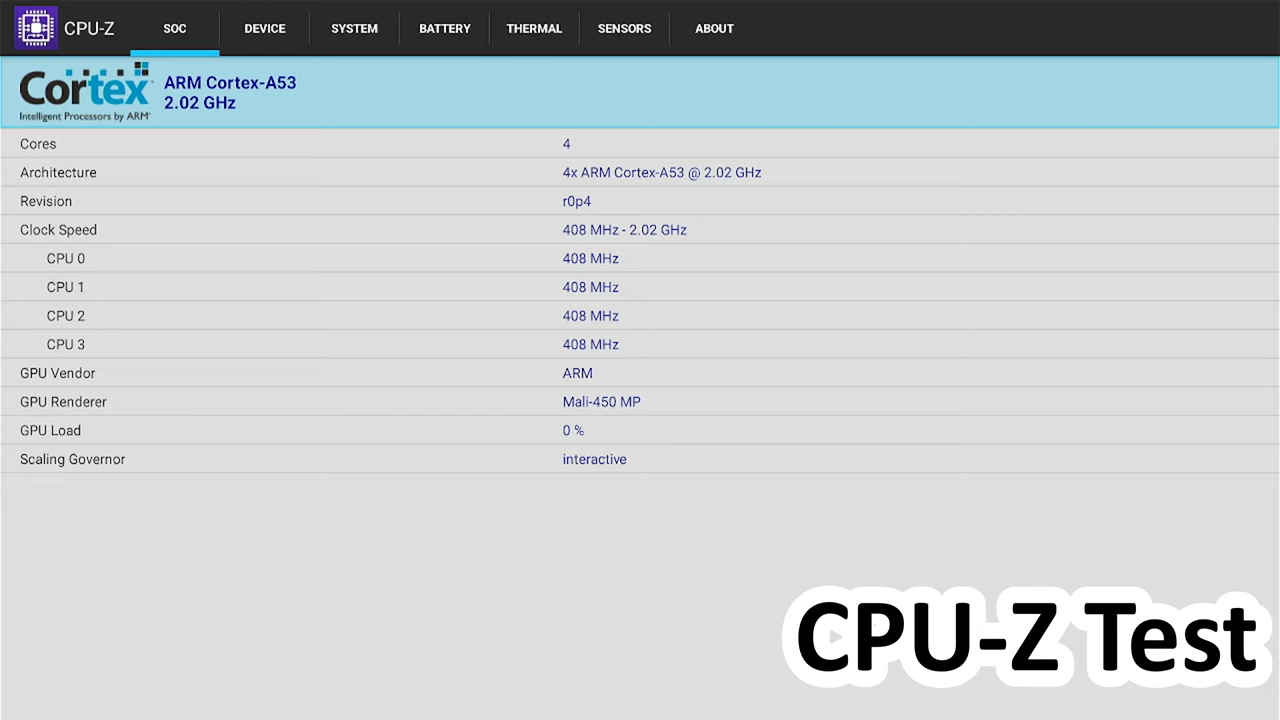 CPU-Z SOC DEVICE SYSTEM BATTERY THERMAL SENSORS ABOUT
Cortex
Intelligent Processors by ARM®
ARM Cortex-A53
2.02 GHz
Cores 4
Architecture 4x ARM Cortex-A53 @ 2.02 GHz
Revision r0p4
Clock Speed 408 MHz - 2.02 GHz
CPU 0 408 MHz
CPU 1 408 MHz
CPU 2 408 MHz
CPU 3 408 MHz
GPU Vendor ARM
GPU Renderer Mali-450 MP
GPU Load 0 %
Scaling Governor interactive
CPU-Z Test